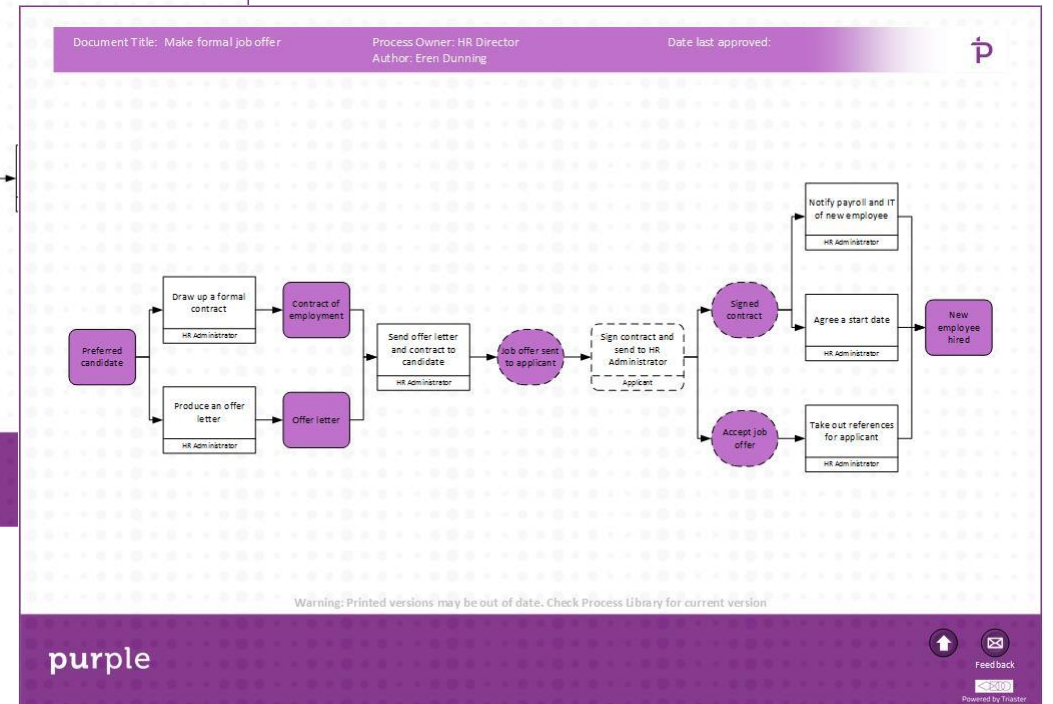 Document Title: Make formal job offer
Process Owner: HR Director
Author: Eren Dunning
Date last approved:
Preferred
candidate
Draw up a formal
contract
HR Administrator
Produce an offer
letter
HR Administrator
Contract of
employment
Offer letter
Send offer letter
and contract to
candidate
HR Administrator
Job offer sent
to applicant
Sign contract and
send to HR
Administrator
Applicant
Signed
contract
Accept job
offer
Notify payroll and IT
of new employee
HR Administrator
Agree a start date
HR Administrator
Take out references
for applicant
HR Administrator
New
employee
hired
Warning: Printed versions may be out of date. Check Process Library for current version
purple
Feedback
Powered by Triaster